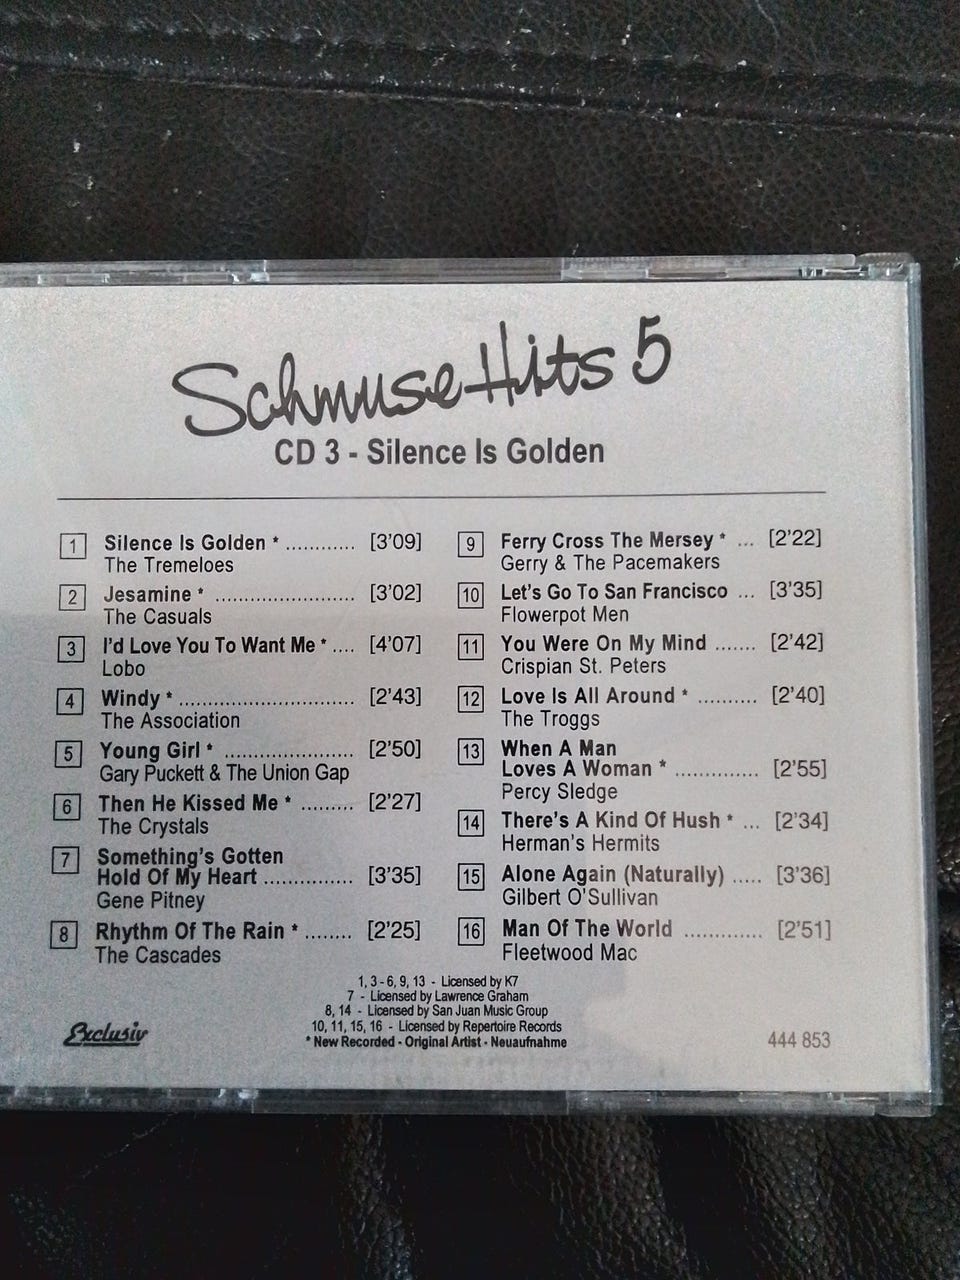 Schmuse Hits 5
CD 3 - Silence Is Golden
1 Silence Is Golden * ............ [3'09]
The Tremeloes
2 Jesamine * ........................ [3'02]
The Casuals
3 I'd Love You To Want Me * .... [4'07]
Lobo
4 Windy * .............................. [2'43]
The Association
5 Young Girl * ...................... [2'50]
Gary Puckett & The Union Gap
6 Then He Kissed Me * ......... [2'27]
The Crystals
7 Something's Gotten
Hold Of My Heart ............... [3'35]
Gene Pitney
8 Rhythm Of The Rain * ........ [2'25]
The Cascades
9 Ferry Cross The Mersey * ... [2'22]
Gerry & The Pacemakers
10 Let's Go To San Francisco ... [3'35]
Flowerpot Men
11 You Were On My Mind ....... [2'42]
Crispian St. Peters
12 Love Is All Around * .......... [2'40]
The Troggs
13 When A Man
Loves A Woman * .............. [2'55]
Percy Sledge
14 There's A Kind Of Hush * ... [2'34]
Herman's Hermits
15 Alone Again (Naturally) ..... [3'36]
Gilbert O'Sullivan
16 Man Of The World ............. [2'51]
Fleetwood Mac
1, 3 - 6, 9, 13 - Licensed by K7
7 - Licensed by Lawrence Graham
8, 14 - Licensed by San Juan Music Group
10, 11, 15, 16 - Licensed by Repertoire Records
* New Recorded - Original Artist - Neuaufnahme
Exclusiv
444 853